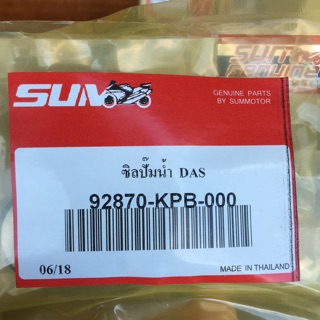 SUN
GENUINE PARTS
BY SUMMOTOR
ซิลปั๊มน้ำ DAS
92870-KPB-000
06/18
MADE IN THAILAND